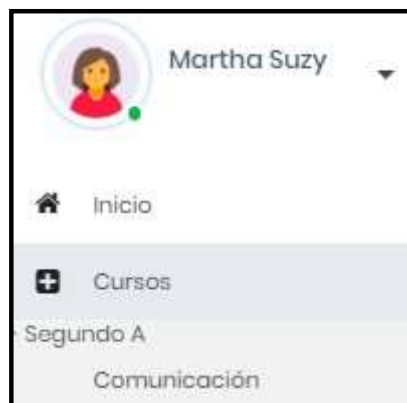 Martha Suzy
Inicio
Cursos
Segundo A
Comunicación